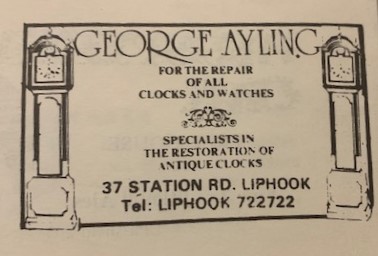 GEORGE AYLING
FOR THE REPAIR
OF ALL
CLOCKS AND WATCHES
SPECIALISTS IN
THE RESTORATION OF
ANTIQUE CLOCKS
37 STATION RD. LIPHOOK
Tel: LIPHOOK 722722